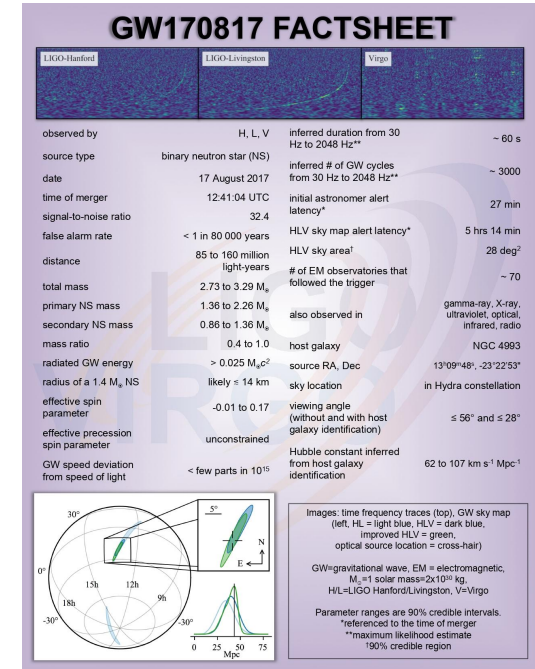 GW170817 FACTSHEET
LIGO-Hanford
LIGO-Livingston
Virgo
observed by H, L, V
source type binary neutron star (NS)
date 17 August 2017
time of merger 12:41:04 UTC
signal-to-noise ratio 32.4
false alarm rate < 1 in 80 000 years
distance 85 to 160 million
light-years
total mass 2.73 to 3.29 M⊙
primary NS mass 1.36 to 2.26 M⊙
secondary NS mass 0.86 to 1.36 M⊙
mass ratio 0.4 to 1.0
radiated GW energy > 0.025 M⊙c²
radius of a 1.4 M⊙ NS likely ≤ 14 km
effective spin
parameter -0.01 to 0.17
effective precession
spin parameter unconstrained
GW speed deviation
from speed of light < few parts in 10¹⁵
inferred duration from 30
Hz to 2048 Hz** ~ 60 s
inferred # of GW cycles
from 30 Hz to 2048 Hz** ~ 3000
initial astronomer alert
latency* 27 min
HLV sky map alert latency* 5 hrs 14 min
HLV sky area† 28 deg²
# of EM observatories that
followed the trigger ~ 70
also observed in gamma-ray, X-ray,
ultraviolet, optical,
infrared, radio
host galaxy NGC 4993
source RA, Dec 13ʰ09ᵐ48ˢ, -23°22'53"
sky location in Hydra constellation
viewing angle
(without and with host
galaxy identification) ≤ 56° and ≤ 28°
Hubble constant inferred
from host galaxy
identification 62 to 107 km s⁻¹ Mpc⁻¹
LIGO
VIRGO
30°
0°
-30°
-30°
18h
15h
12h
9h
5°
N
E
0 25 50 75
Mpc
Images: time frequency traces (top), GW sky map
(left, HL = light blue, HLV = dark blue,
improved HLV = green,
optical source location = cross-hair)
GW=gravitational wave, EM = electromagnetic,
M⊙=1 solar mass=2x10³⁰ kg,
H/L=LIGO Hanford/Livingston, V=Virgo
Parameter ranges are 90% credible intervals.
*referenced to the time of merger
**maximum likelihood estimate
†90% credible region